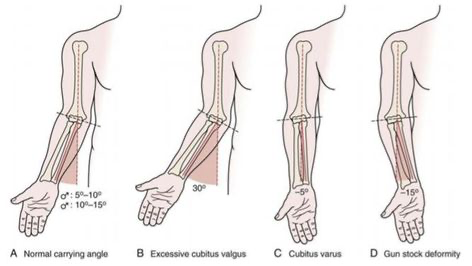 ♂: 5º–10º
♂: 10º–15º
30º
–5º
–15º
A Normal carrying angle
B Excessive cubitus valgus
C Cubitus varus
D Gun stock deformity